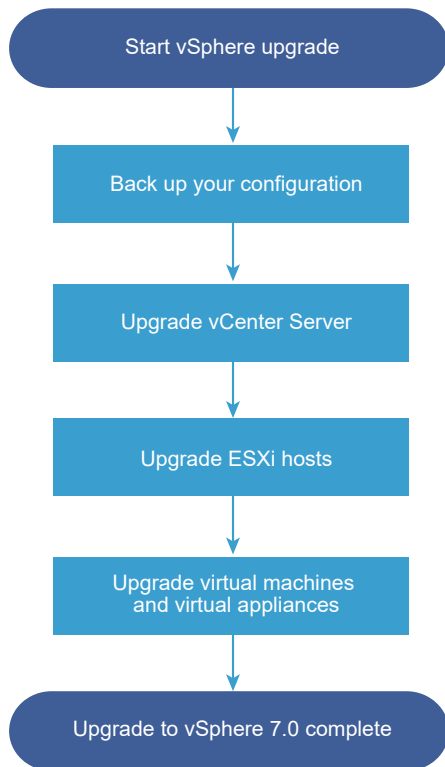 Start vSphere upgrade
Back up your configuration
Upgrade vCenter Server
Upgrade ESXi hosts
Upgrade virtual machines
and virtual appliances
Upgrade to vSphere 7.0 complete